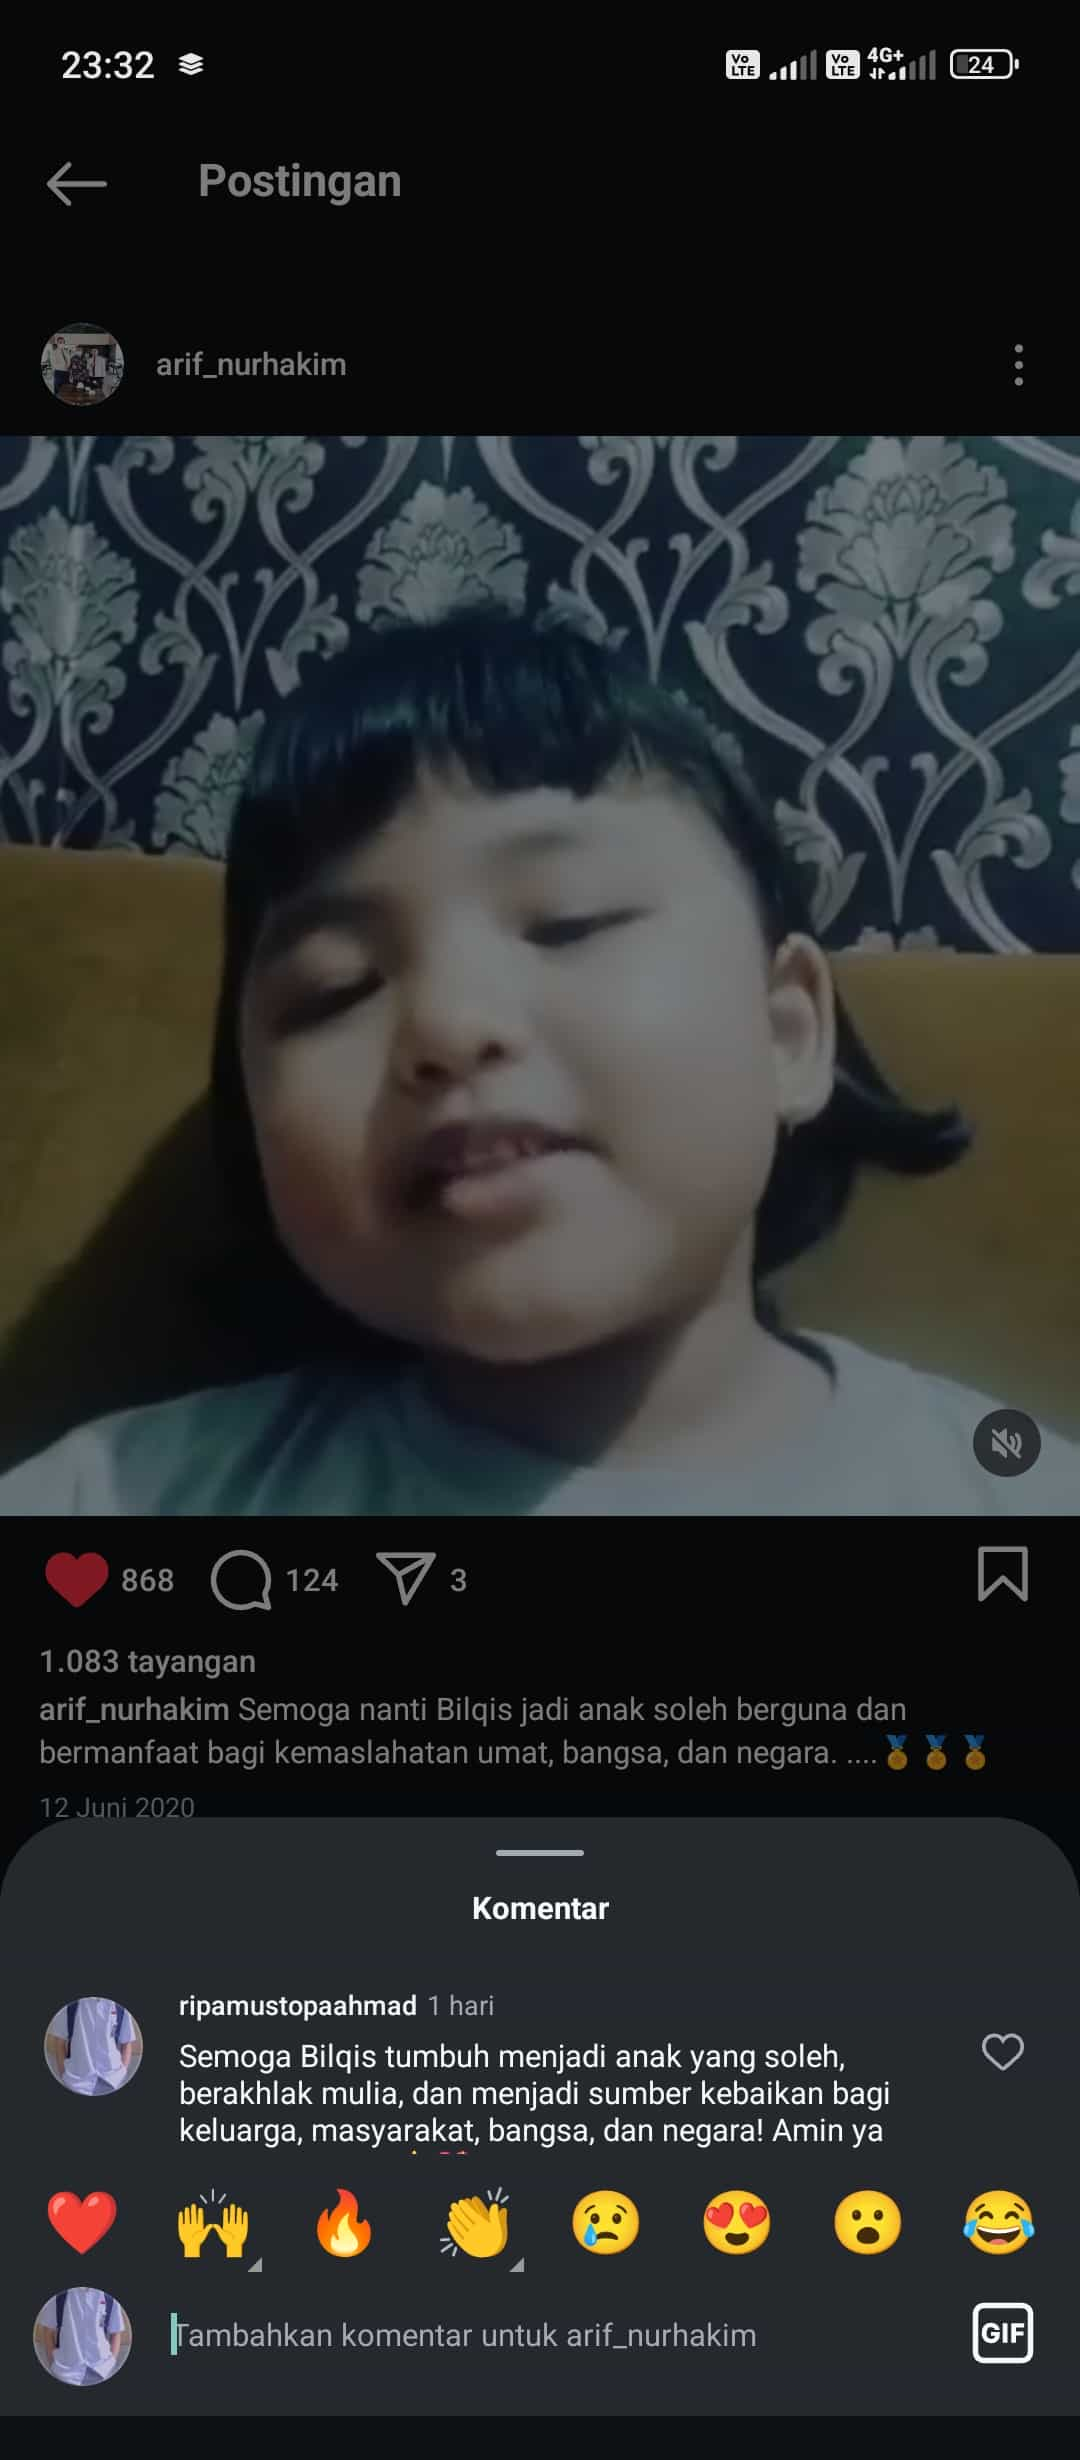 23:32
Vo LTE Vo LTE 4G+ 24
Postingan
arif_nurhakim
868 124 3
1.083 tayangan
arif_nurhakim Semoga nanti Bilqis jadi anak soleh berguna dan
bermanfaat bagi kemaslahatan umat, bangsa, dan negara. ....🏅🏅🏅
12 Juni 2020
Komentar
ripamustopaahmad 1 hari
Semoga Bilqis tumbuh menjadi anak yang soleh,
berakhlak mulia, dan menjadi sumber kebaikan bagi
keluarga, masyarakat, bangsa, dan negara! Amin ya
❤️🙌🔥👏😢😍😮😂
Tambahkan komentar untuk arif_nurhakim
GIF